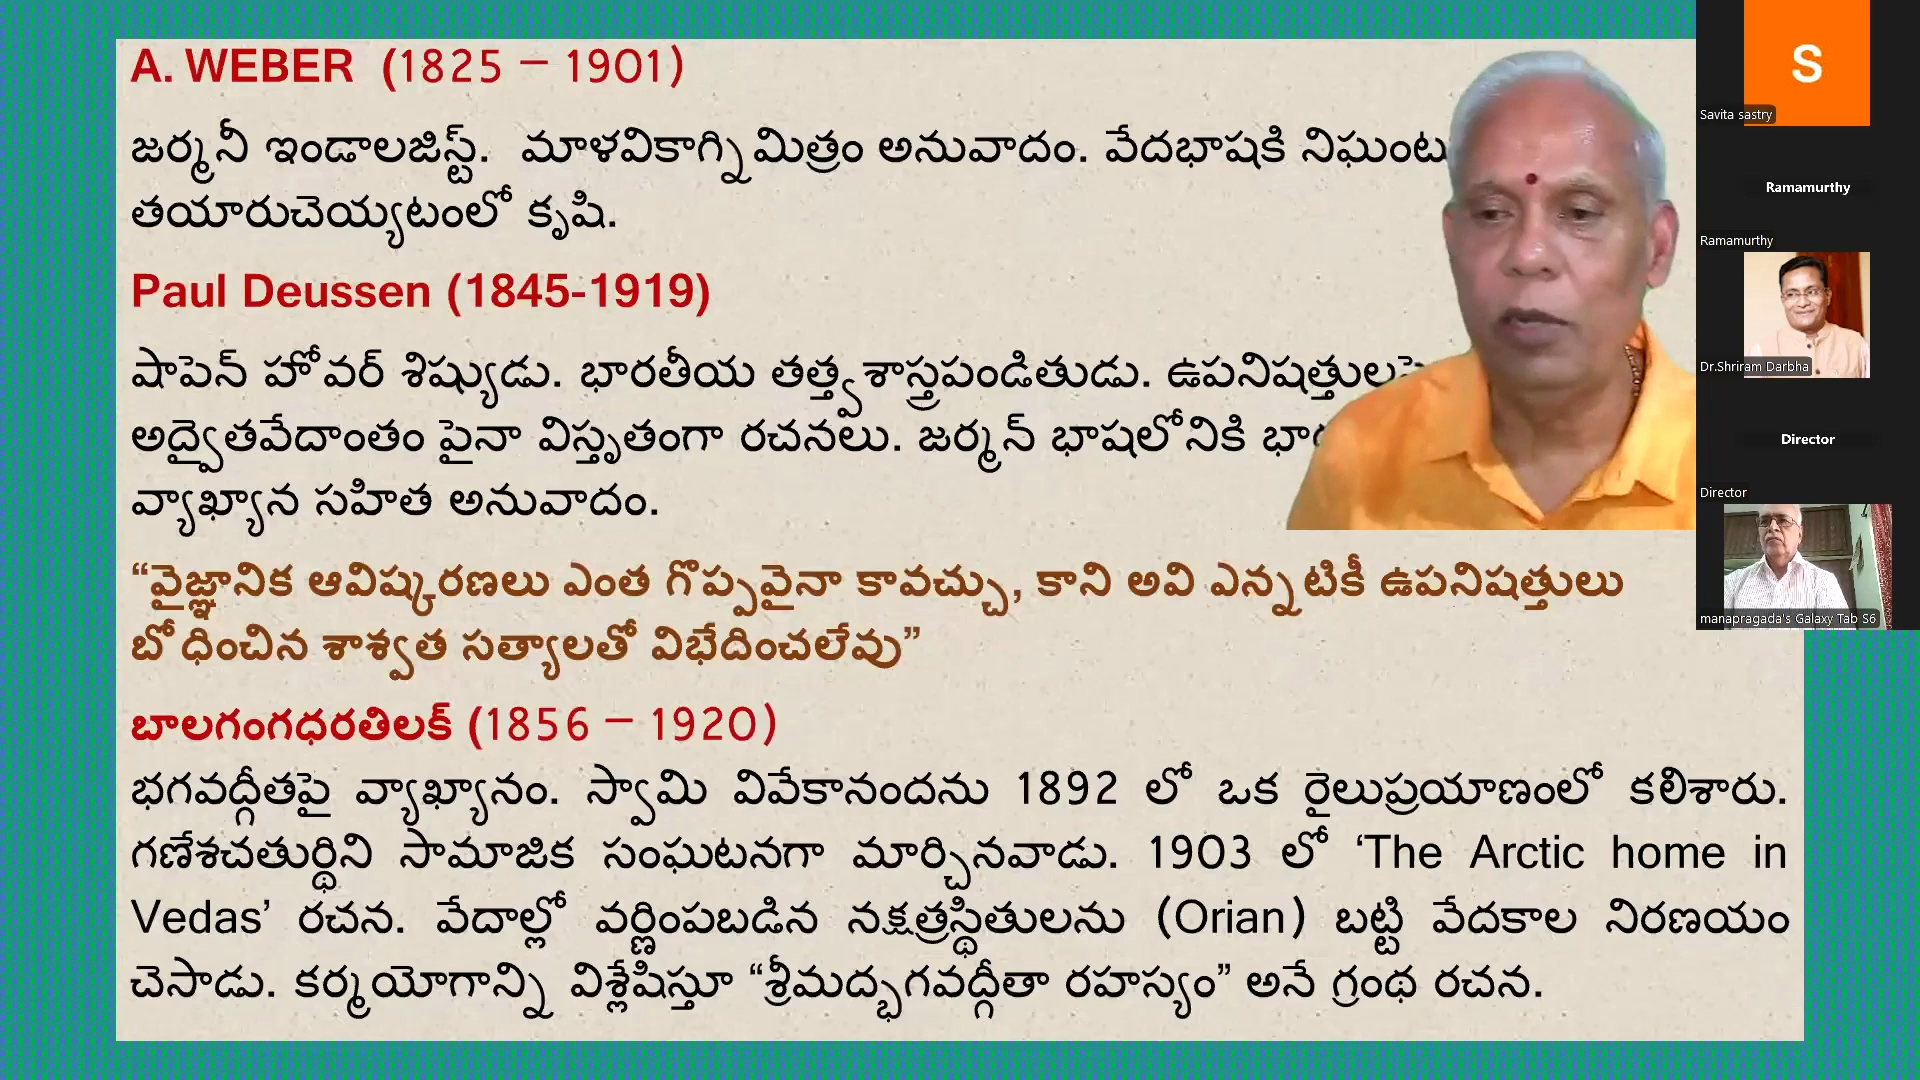 A. WEBER (1825 – 1901)
జర్మనీ ఇండాలజిస్ట్. మాళవికాగ్నిమిత్రం అనువాదం. వేదభాషకి
తయారుచెయ్యటంలో కృషి.
Paul Deussen (1845-1919)
షాపెన్ హోవర్ శిష్యుడు. భారతీయ తత్త్వశాస్త్రపండితుడు. ఉపనిషత్తులపై
అద్వైతవేదాంతం పైనా విస్తృతంగా రచనలు. జర్మన్ భాషలోనికి
వ్యాఖ్యాన సహిత అనువాదం.
“వైజ్ఞానిక ఆవిష్కరణలు ఎంత గొప్పవైనా కావచ్చు, కాని అవి ఎన్నటికీ ఉపనిషత్తులు
బోధించిన శాశ్వత సత్యాలతో విభేదించలేవు”
బాలగంగధరతిలక్ (1856 – 1920)
భగవద్గీతపై వ్యాఖ్యానం. స్వామి వివేకానందను 1892 లో ఒక రైలుప్రయాణంలో కలిశారు.
గణేశచతుర్థిని సామాజిక సంఘటనగా మార్చినవాడు. 1903 లో ‘The Arctic home in
Vedas’ రచన. వేదాల్లో వర్ణింపబడిన నక్షత్రస్థితులను (Orian) బట్టి వేదకాల నిరణయం
చెసాడు. కర్మయోగాన్ని విశ్లేషిస్తూ “శ్రీమద్భగవద్గీతా రహస్యం” అనే గ్రంథ రచన.
S
Savita sastry
Ramamurthy
Ramamurthy
Dr.Shriram Darbha
Director
Director
manapragada's Galaxy Tab S6